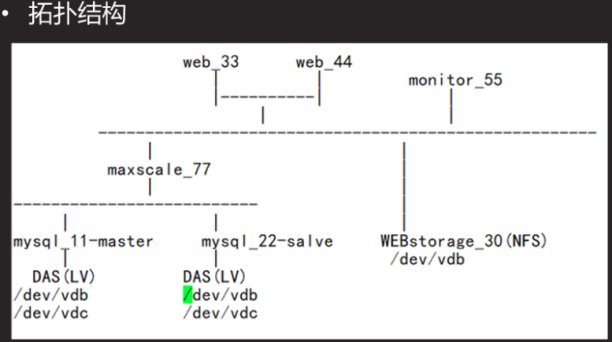 • 拓扑结构
web_33 web_44
monitor_55
maxscale_77
mysql_11-master mysql_22-salve WEBstorage_30(NFS)
DAS(LV) DAS(LV) /dev/vdb
/dev/vdb /dev/vdb
/dev/vdc /dev/vdc